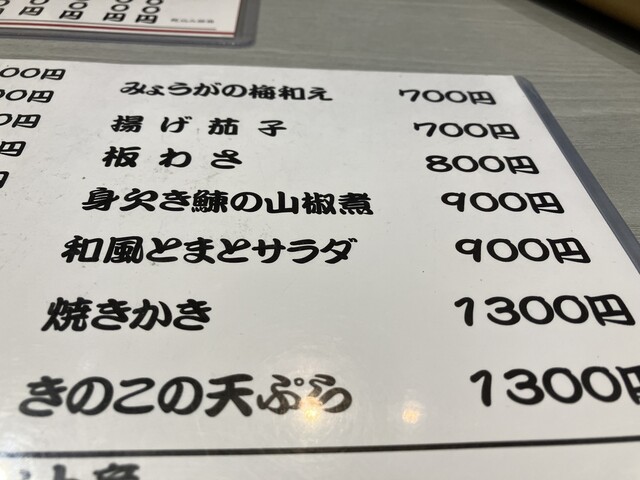 みょうがの梅和え 700円
揚げ茄子 700円
板わさ 800円
身欠き鰊の山椒煮 900円
和風とまとサラダ 900円
焼きかき 1300円
きのこの天ぷら 1300円